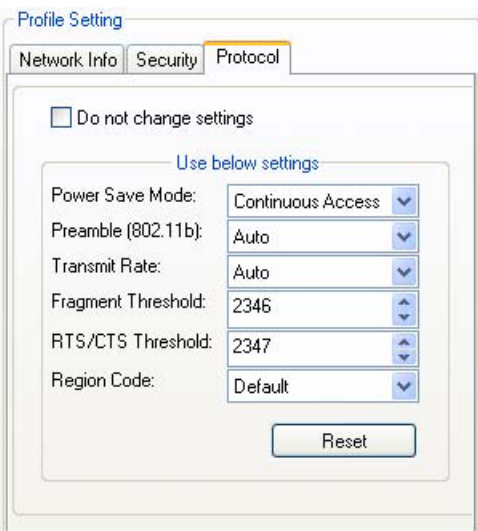 Profile Setting
Network Info Security Protocol
Do not change settings
Use below settings
Power Save Mode: Continuous Access
Preamble (802.11b): Auto
Transmit Rate: Auto
Fragment Threshold: 2346
RTS/CTS Threshold: 2347
Region Code: Default
Reset